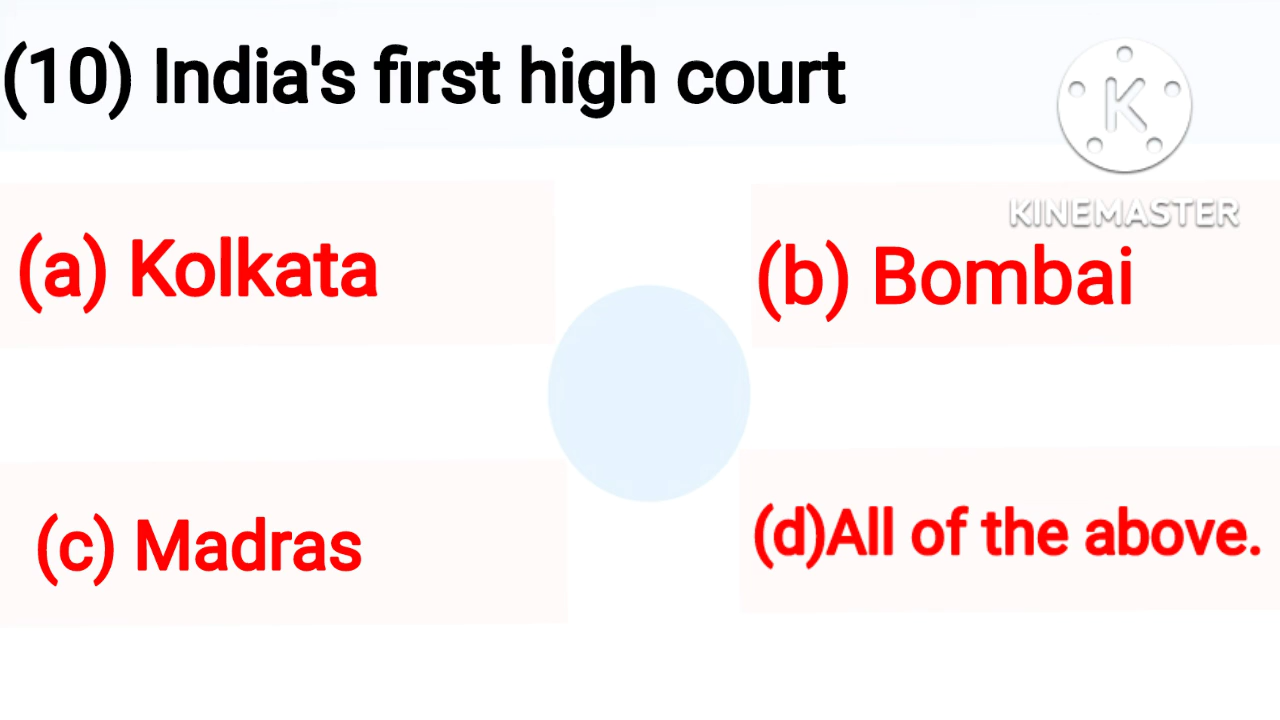 (10) India's first high court
K
KINEMASTER
(a) Kolkata
(b) Bombai
(c) Madras
(d)All of the above.